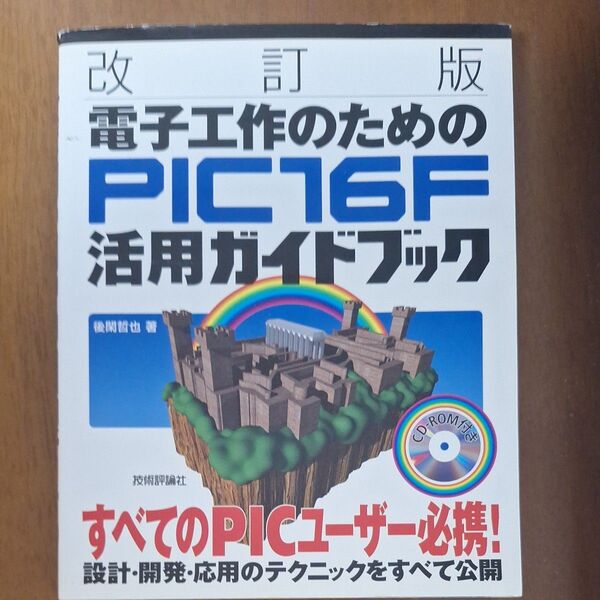 改訂版
電子工作のための
PIC16F
活用ガイドブック
後閑哲也 著
CD-ROM付き
技術評論社
すべてのPICユーザー必携!
設計・開発・応用のテクニックをすべて公開